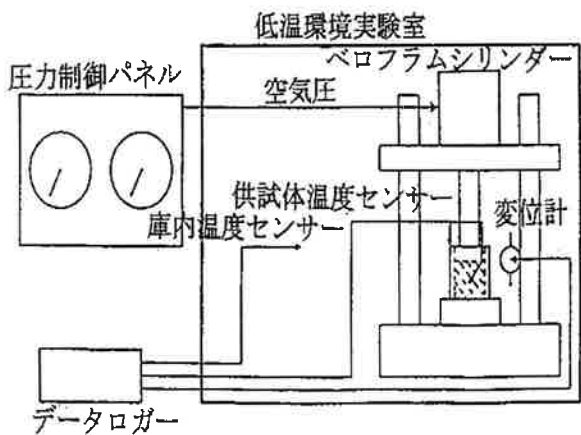 低温環境実験室
ベロフラムシリンダー
圧力制御パネル
空気圧
供試体温度センサー
庫内温度センサー
変位計
データロガー